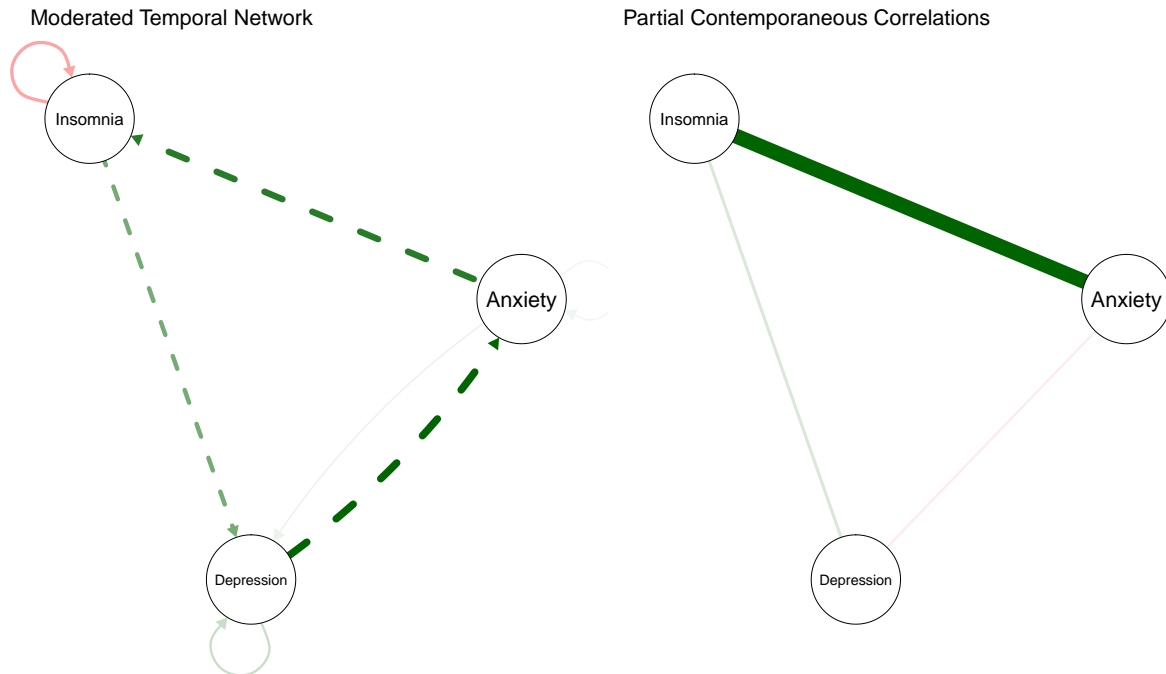 Moderated Temporal Network
Partial Contemporaneous Correlations
Insomnia
Anxiety
Depression
Insomnia
Anxiety
Depression